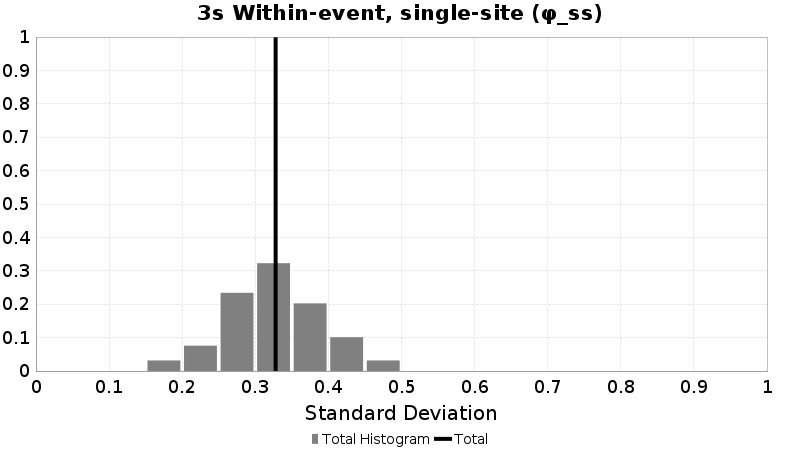 3s Within-event, single-site (φ_ss)
1
0.9
0.8
0.7
0.6
0.5
0.4
0.3
0.2
0.1
0
0 0.1 0.2 0.3 0.4 0.5 0.6 0.7 0.8 0.9 1
Standard Deviation
Total Histogram Total